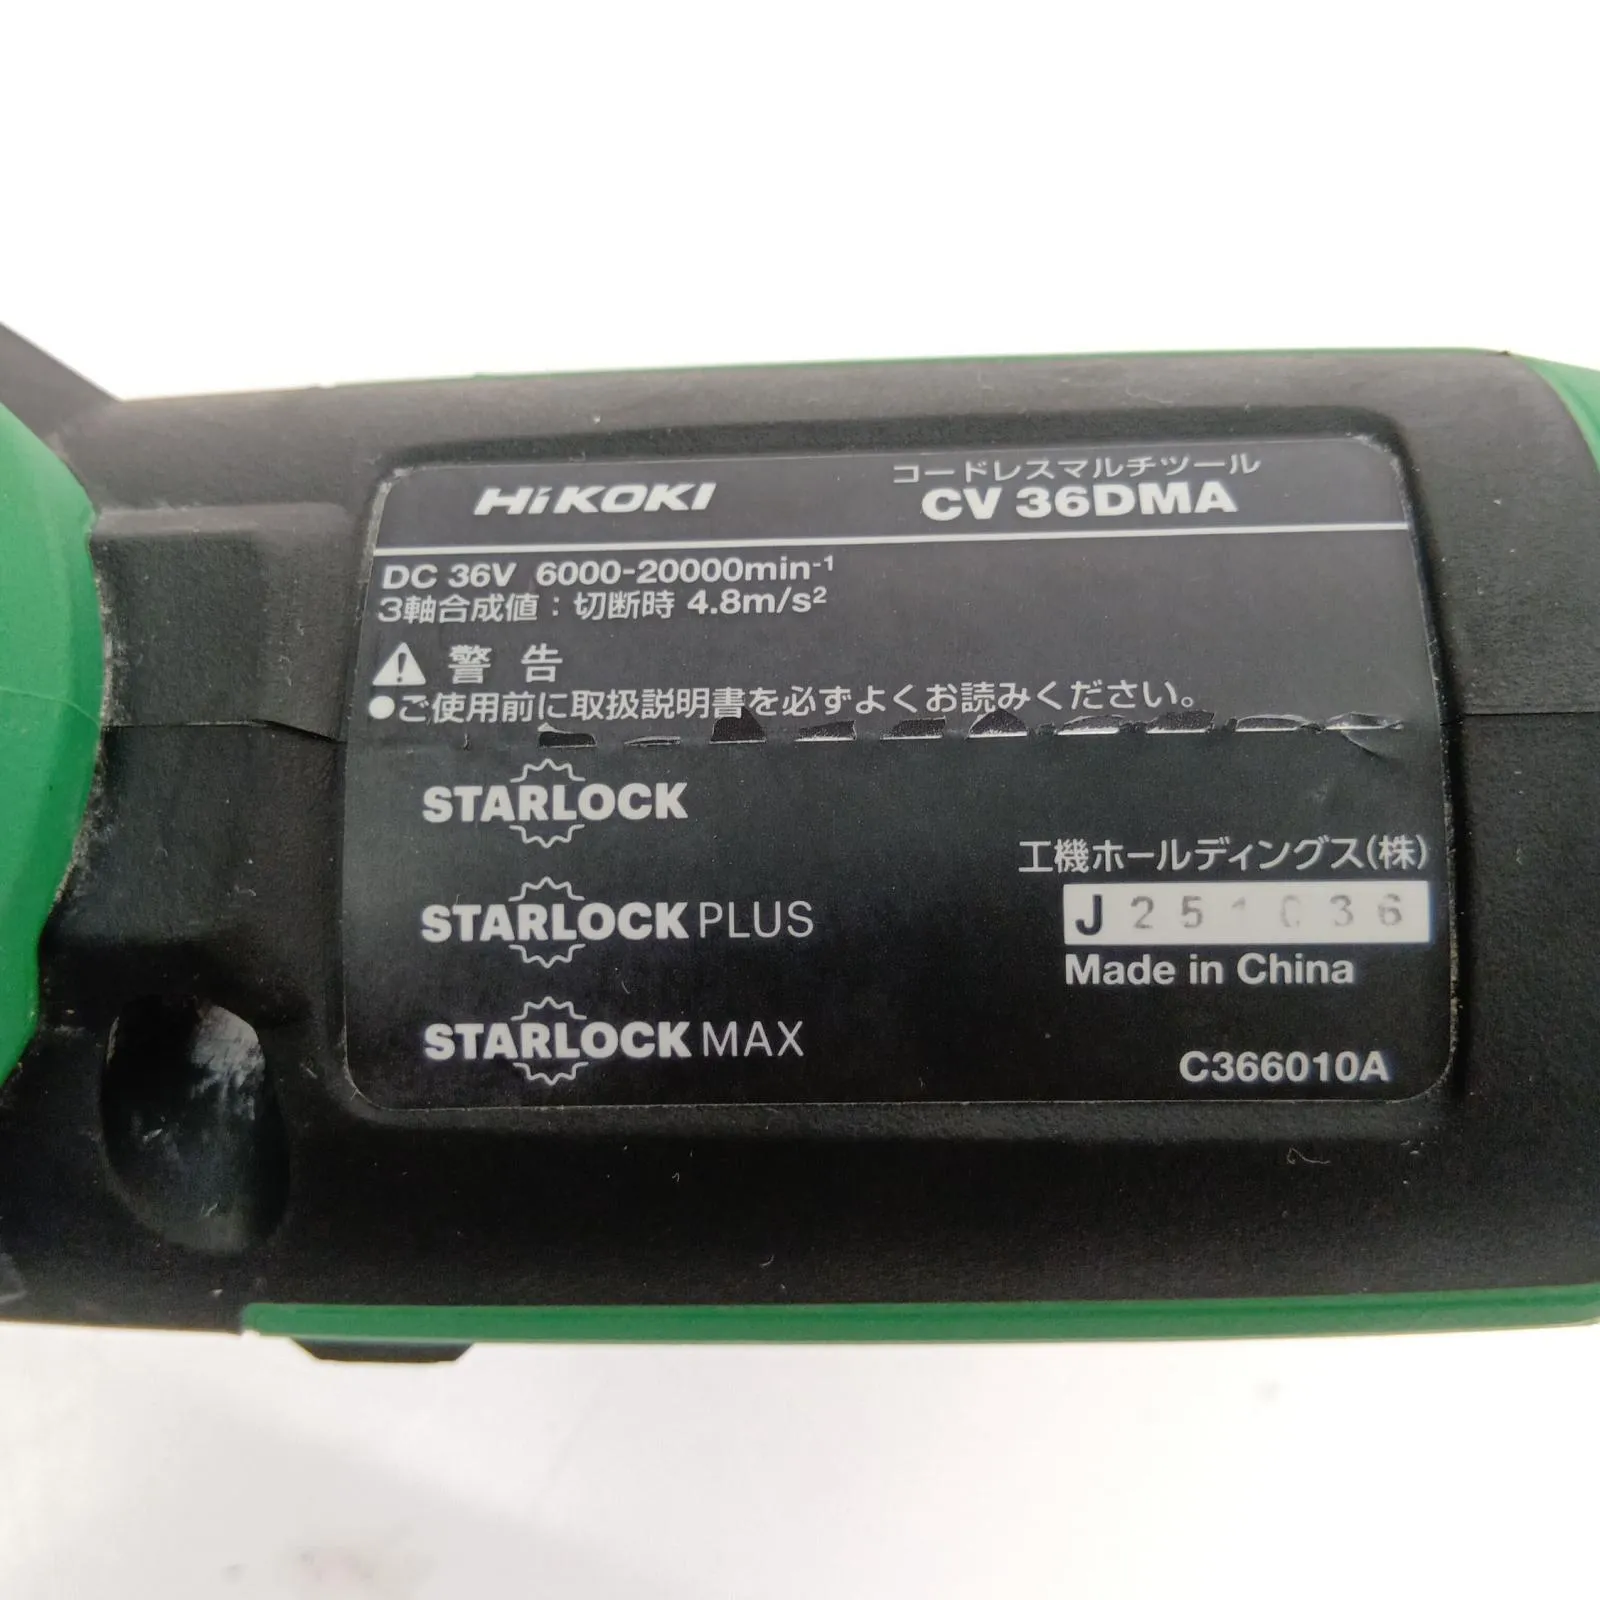 HiKOKI
コードレスマルチツール
CV 36DMA
DC 36V 6000-20000min⁻¹
3軸合成値：切断時 4.8m/s²
警 告
●ご使用前に取扱説明書を必ずよくお読みください。
STARLOCK
STARLOCK PLUS
STARLOCK MAX
工機ホールディングス(株)
J 251036
Made in China
C366010A